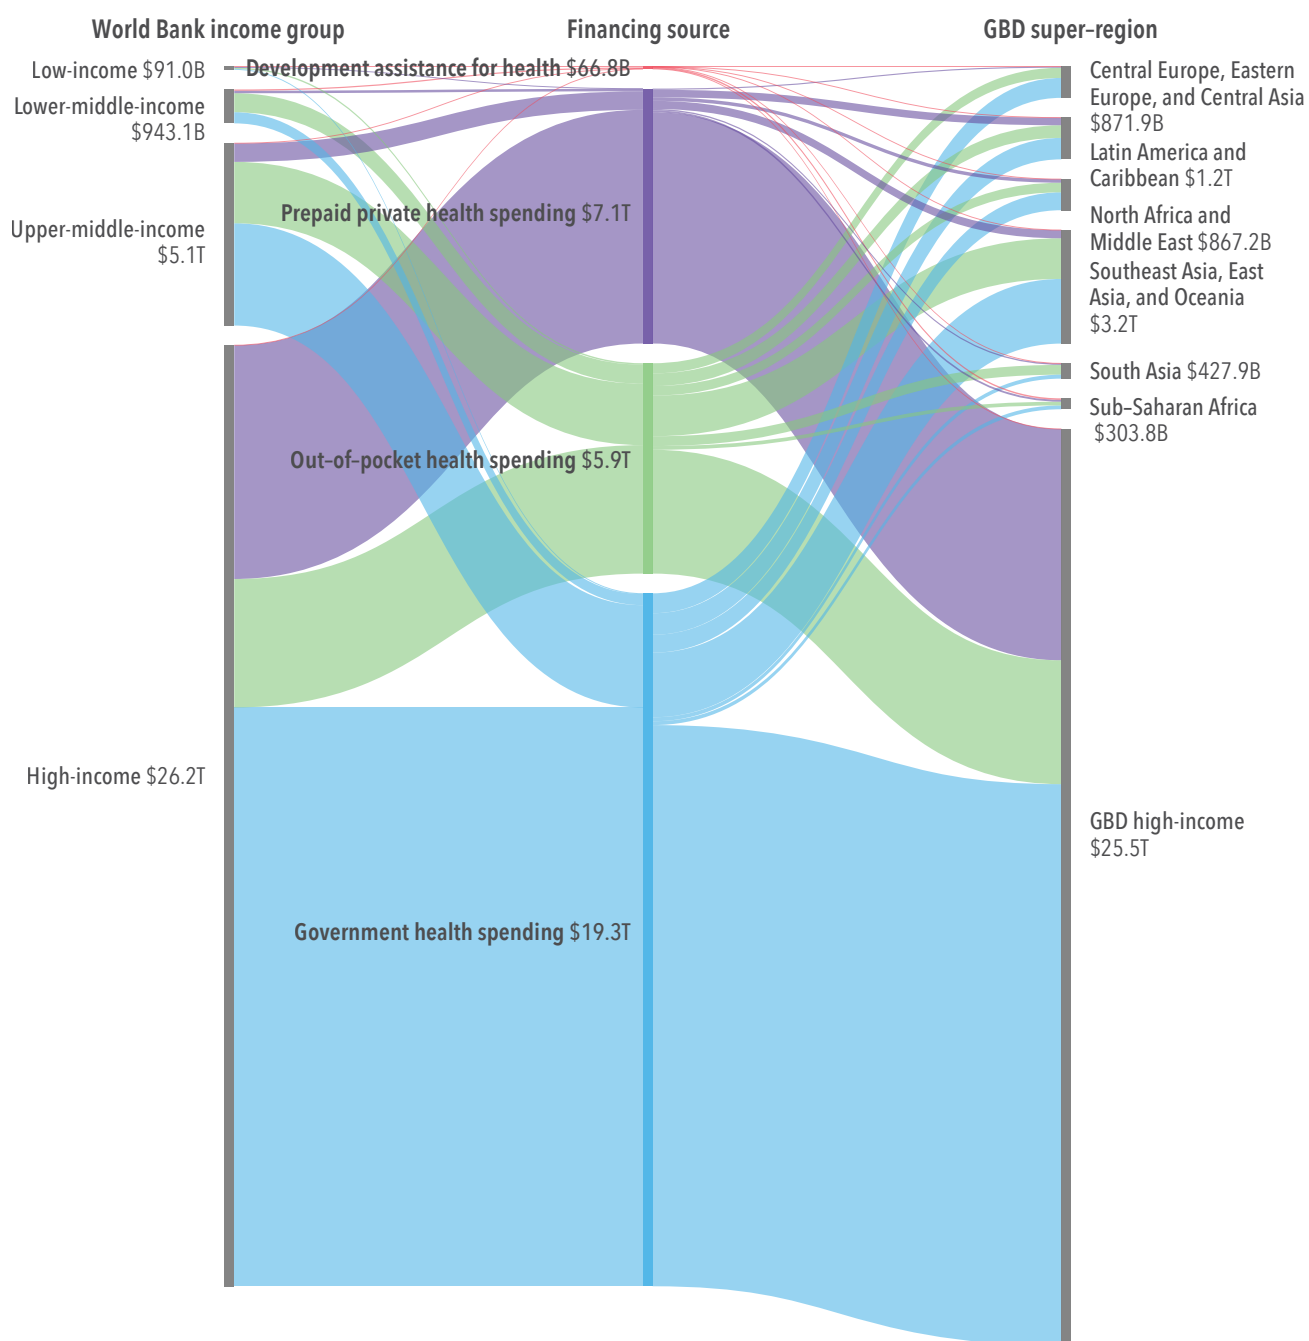 World Bank income group
Financing source
GBD super-region
Low-income $91.0B
Lower-middle-income
$943.1B
Upper-middle-income
$5.1T
High-income $26.2T
Development assistance for health $66.8B
Prepaid private health spending $7.1T
Out-of-pocket health spending $5.9T
Government health spending $19.3T
Central Europe, Eastern
Europe, and Central Asia
$871.9B
Latin America and
Caribbean $1.2T
North Africa and
Middle East $867.2B
Southeast Asia, East
Asia, and Oceania
$3.2T
South Asia $427.9B
Sub-Saharan Africa
$303.8B
GBD high-income
$25.5T